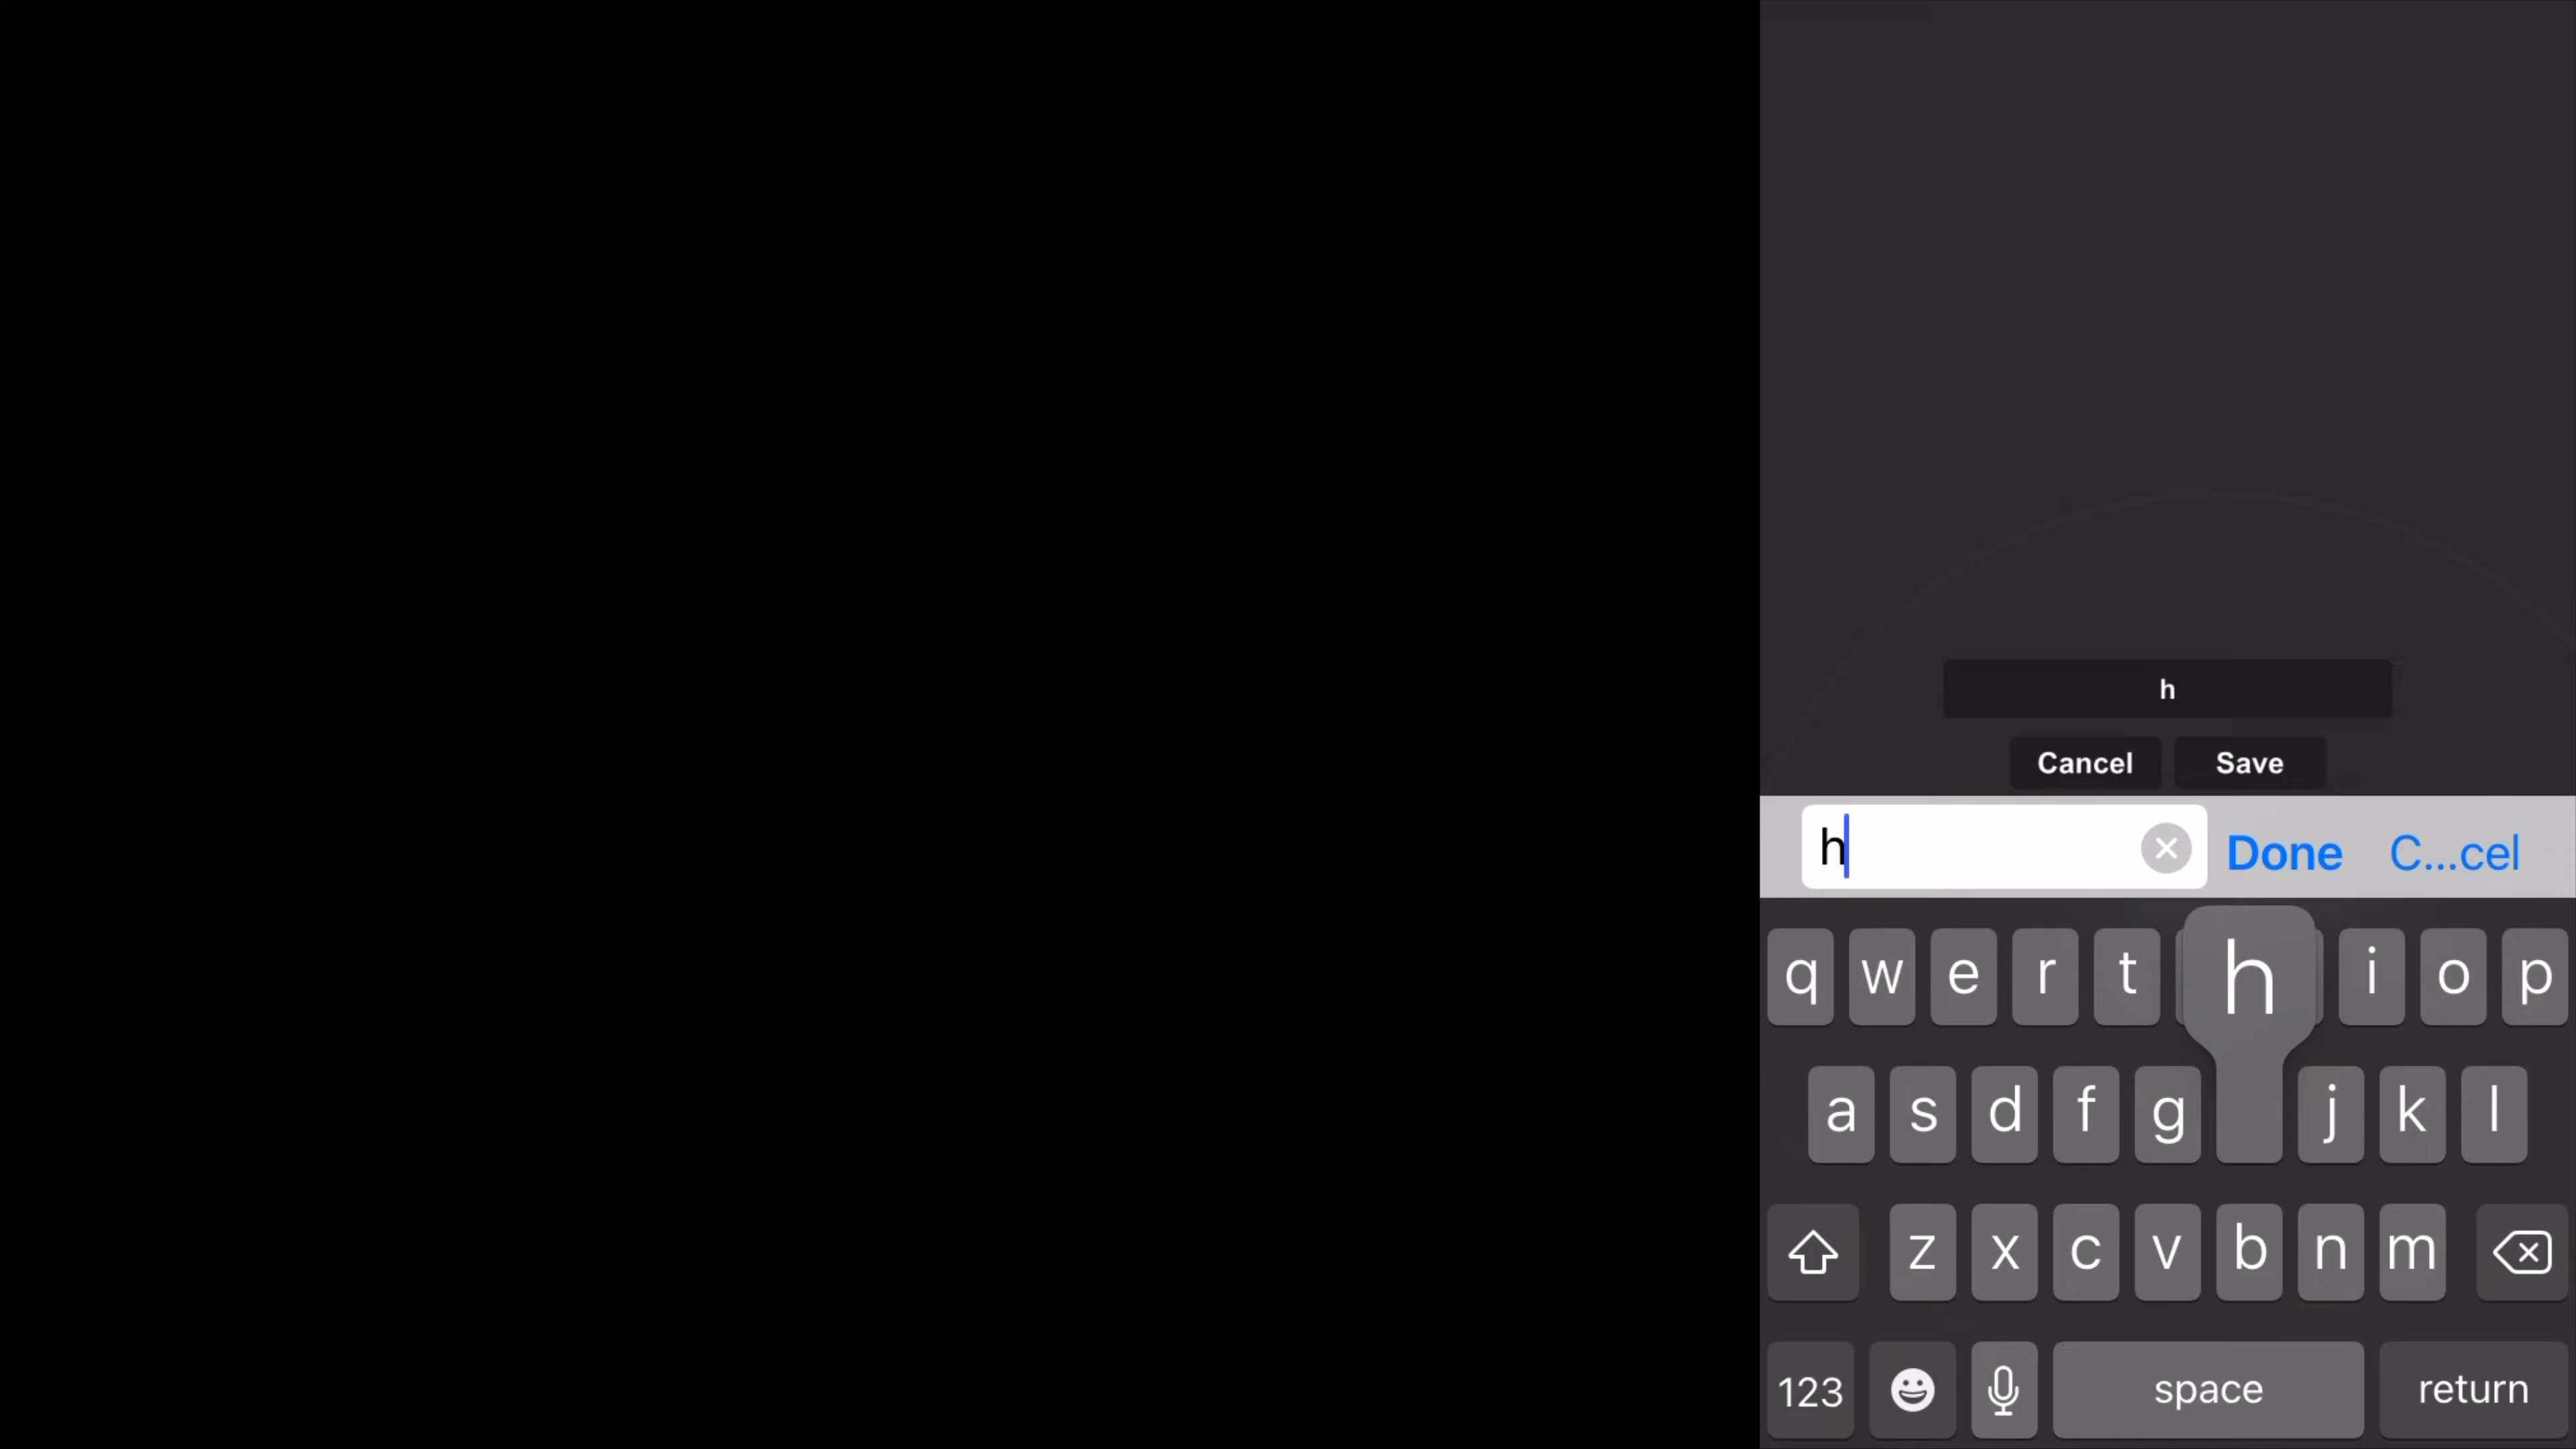 h
Cancel Save
h Done C...cel
q w e r t h i o p
a s d f g j k l
z x c v b n m
123 space return